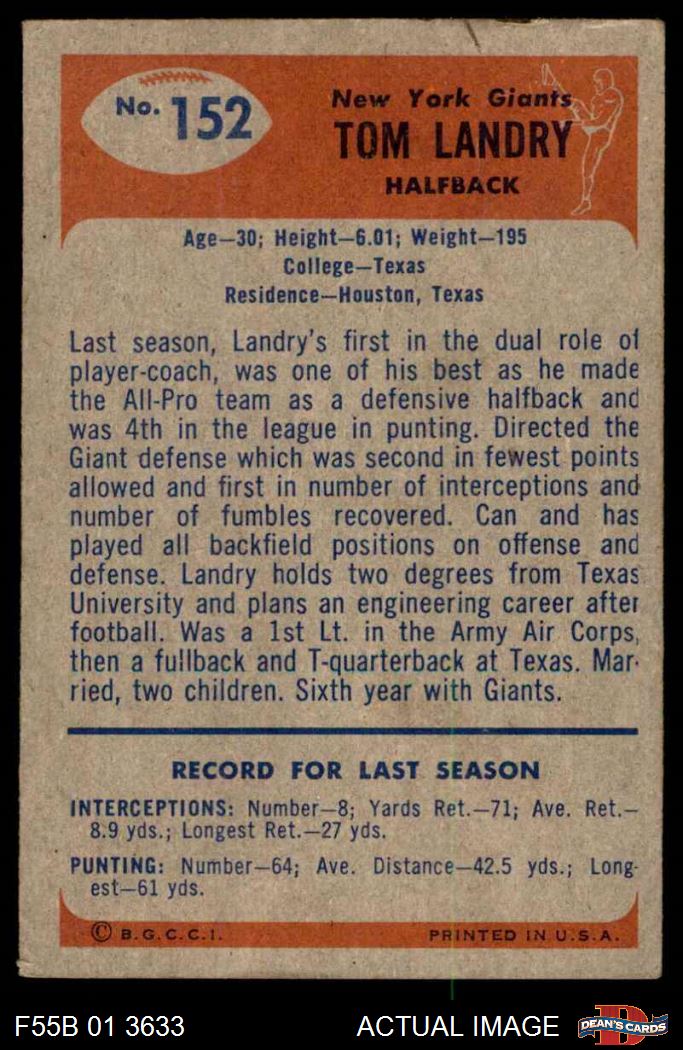 No. 152
New York Giants
TOM LANDRY
HALFBACK
Age—30; Height—6.01; Weight—195
College—Texas
Residence—Houston, Texas
Last season, Landry's first in the dual role of
player-coach, was one of his best as he made
the All-Pro team as a defensive halfback and
was 4th in the league in punting. Directed the
Giant defense which was second in fewest points
allowed and first in number of interceptions and
number of fumbles recovered. Can and has
played all backfield positions on offense and
defense. Landry holds two degrees from Texas
University and plans an engineering career after
football. Was a 1st Lt. in the Army Air Corps,
then a fullback and T-quarterback at Texas. Mar-
ried, two children. Sixth year with Giants.
RECORD FOR LAST SEASON
INTERCEPTIONS: Number—8; Yards Ret.—71; Ave. Ret.—
8.9 yds.; Longest Ret.—27 yds.
PUNTING: Number—64; Ave. Distance—42.5 yds.; Long-
est—61 yds.
© B.G.C.C.I. PRINTED IN U.S.A.
F55B 01 3633 ACTUAL IMAGE D DEAN'S CARDS